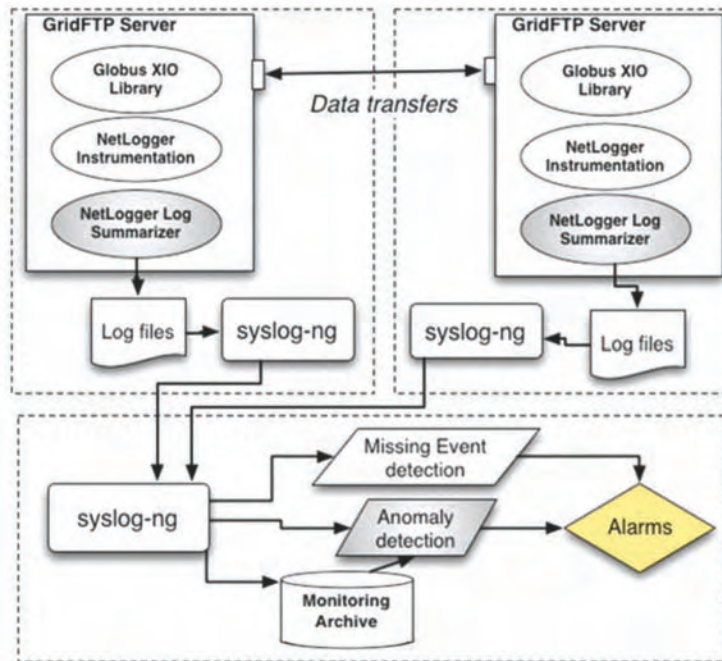 GridFTP Server
Globus XIO
Library
NetLogger
Instrumentation
NetLogger Log
Summarizer
Log files
syslog-ng
Data transfers
GridFTP Server
Globus XIO
Library
NetLogger
Instrumentation
NetLogger Log
Summarizer
syslog-ng
Log files
syslog-ng
Missing Event
detection
Anomaly
detection
Monitoring
Archive
Alarms